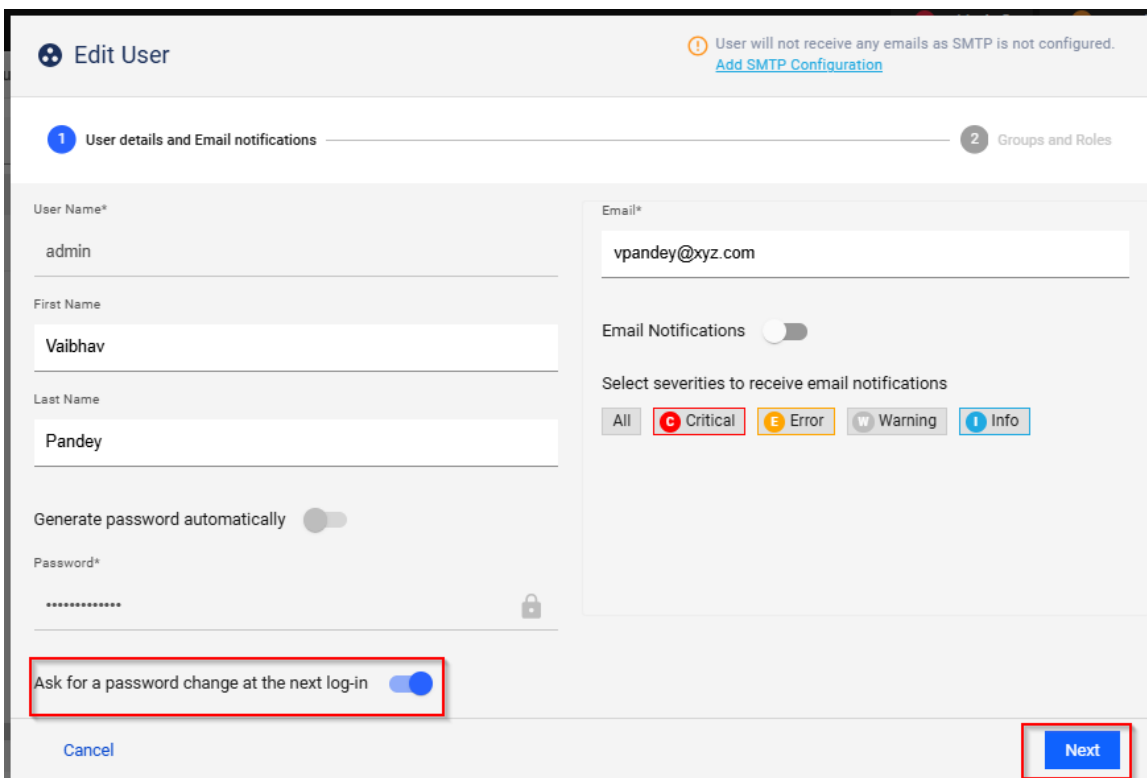 Edit User
User will not receive any emails as SMTP is not configured.
Add SMTP Configuration
1 User details and Email notifications
2 Groups and Roles
User Name*
admin
First Name
Vaibhav
Last Name
Pandey
Generate password automatically
Password*
•••••••••••••
Ask for a password change at the next log-in
Email*
vpandey@xyz.com
Email Notifications
Select severities to receive email notifications
All C Critical E Error W Warning I Info
Cancel
Next